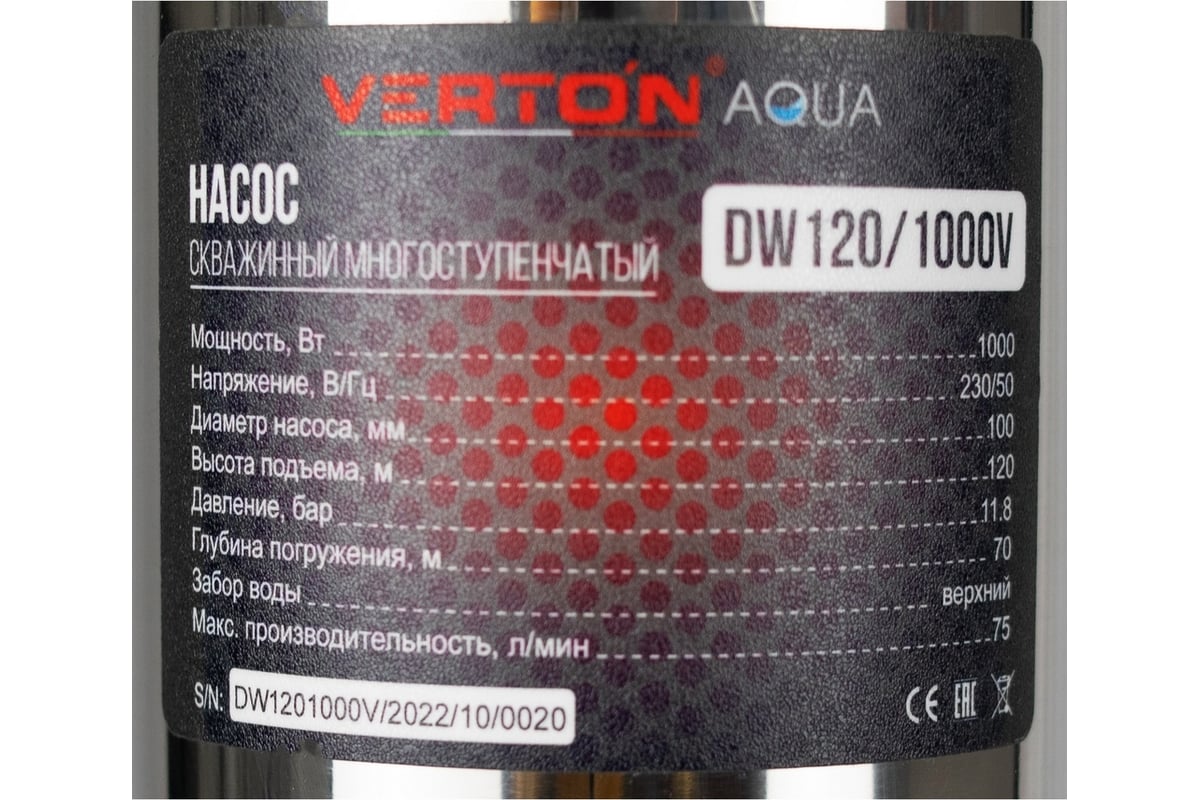 VERTON® AQUA
НАСОС
СКВАЖИННЫЙ МНОГОСТУПЕНЧАТЫЙ
DW120/1000V
Мощность, Вт 1000
Напряжение, В/Гц 230/50
Диаметр насоса, мм 100
Высота подъема, м 120
Давление, бар 11.8
Глубина погружения, м 70
Забор воды верхний
Макс. производительность, л/мин 75
S/N: DW1201000V/2022/10/0020
CE EAC